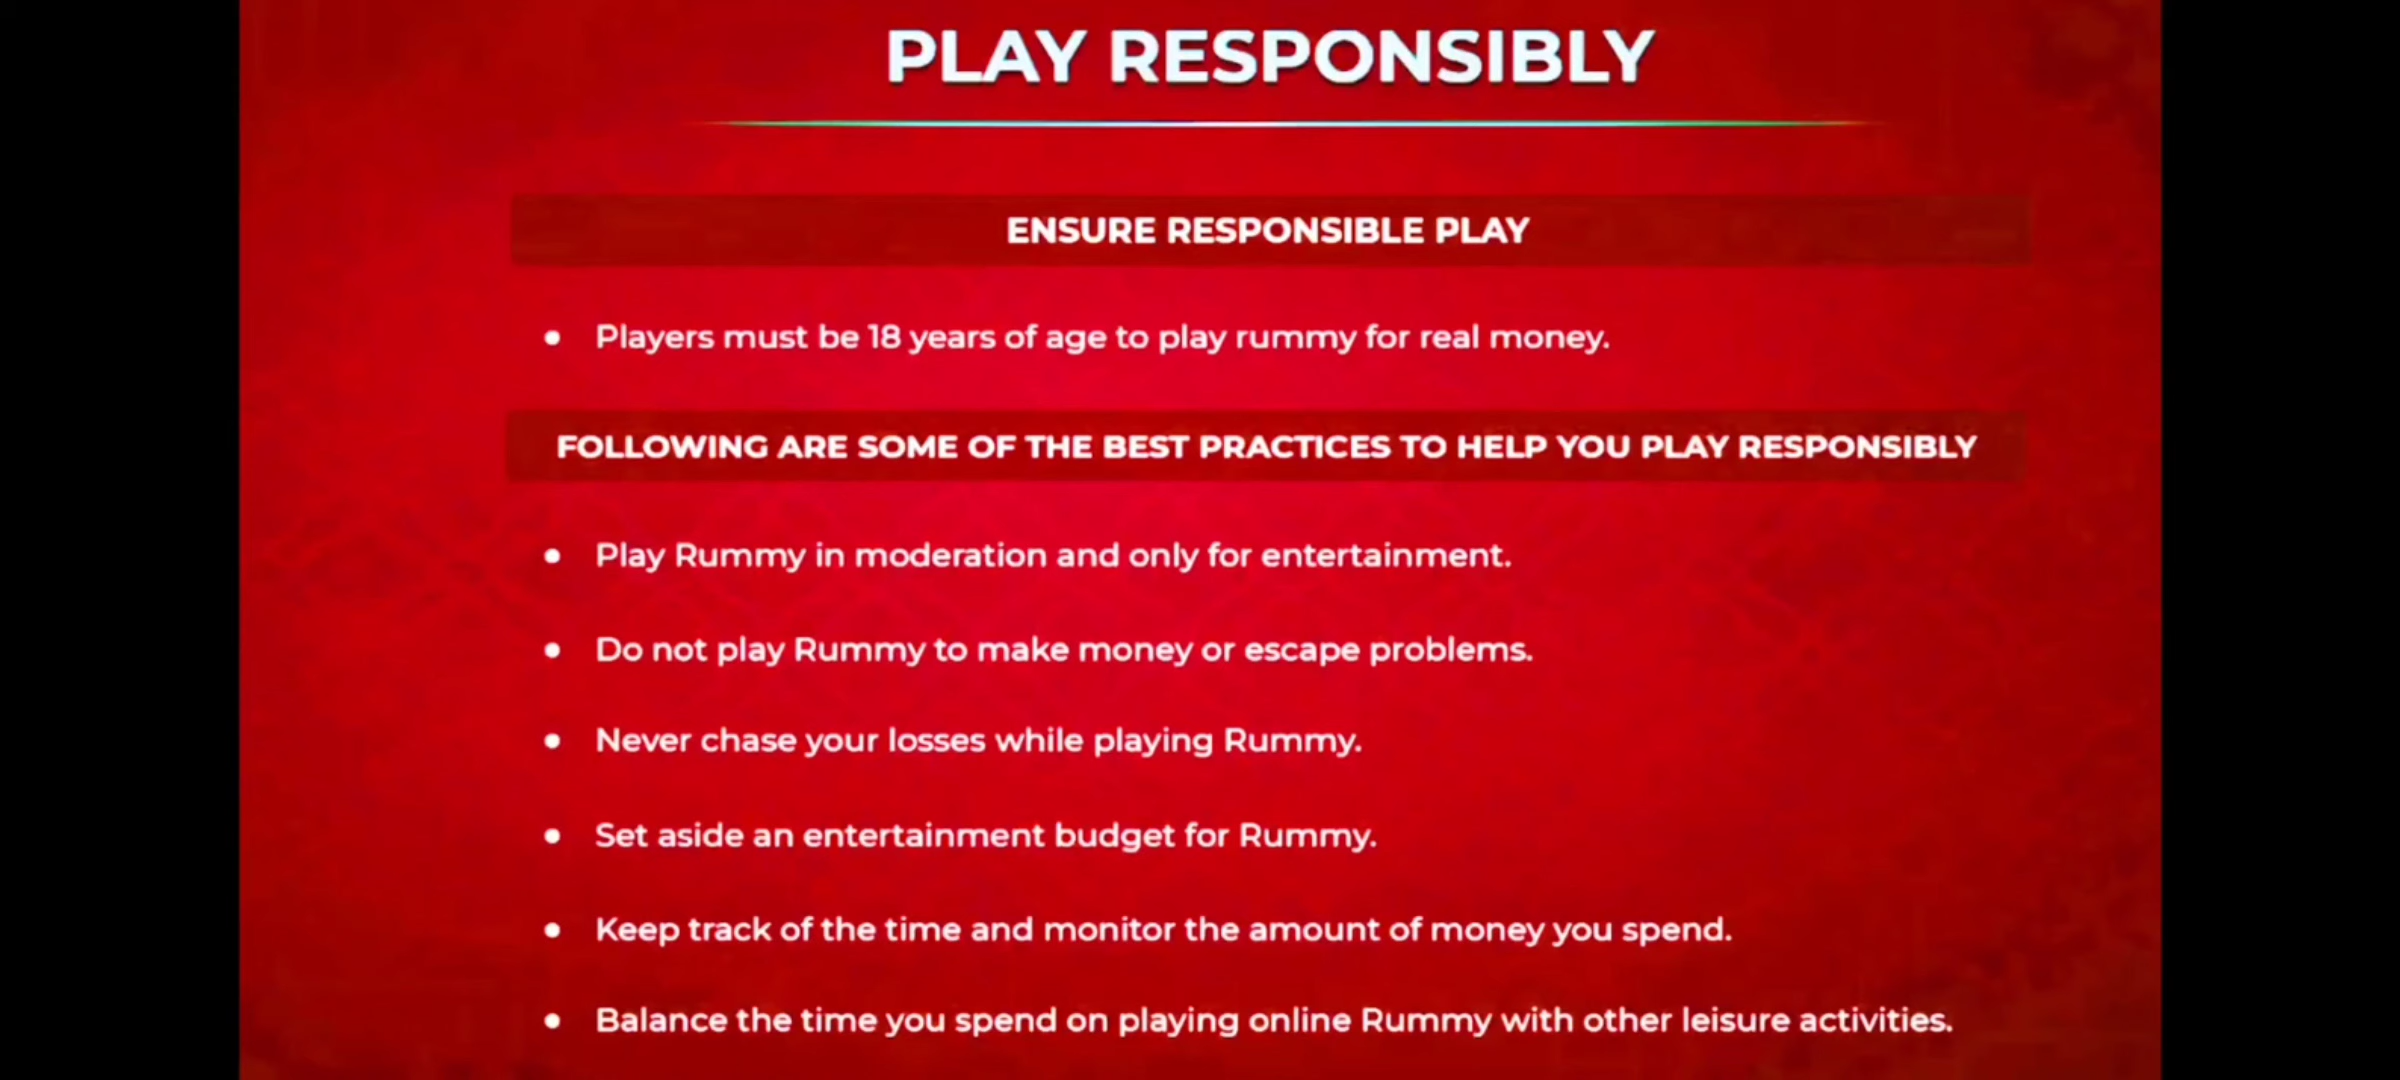 PLAY RESPONSIBLY
ENSURE RESPONSIBLE PLAY
• Players must be 18 years of age to play rummy for real money.
FOLLOWING ARE SOME OF THE BEST PRACTICES TO HELP YOU PLAY RESPONSIBLY
• Play Rummy in moderation and only for entertainment.
• Do not play Rummy to make money or escape problems.
• Never chase your losses while playing Rummy.
• Set aside an entertainment budget for Rummy.
• Keep track of the time and monitor the amount of money you spend.
• Balance the time you spend on playing online Rummy with other leisure activities.